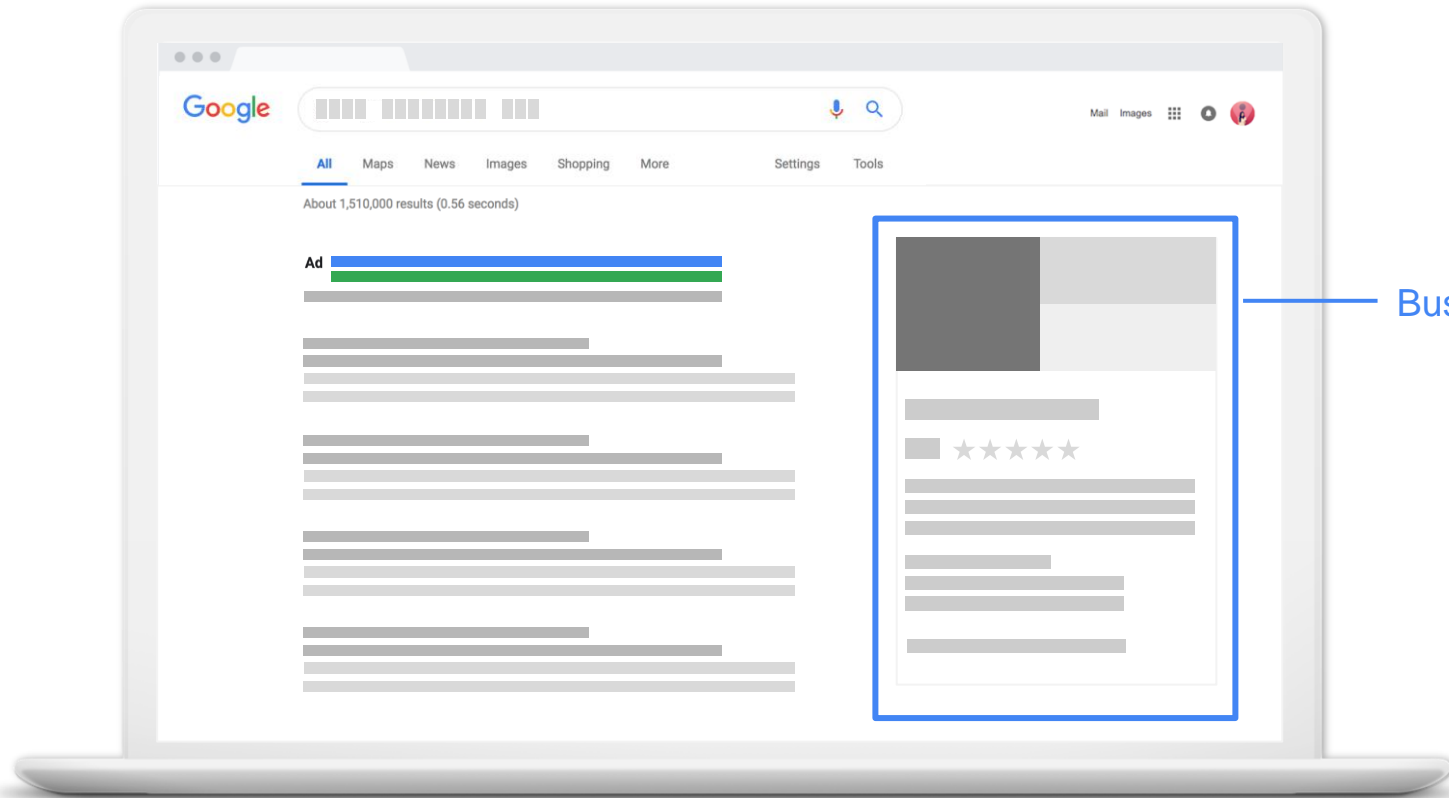 Google
Mail Images
All Maps News Images Shopping More Settings Tools
About 1,510,000 results (0.56 seconds)
Ad
Bus